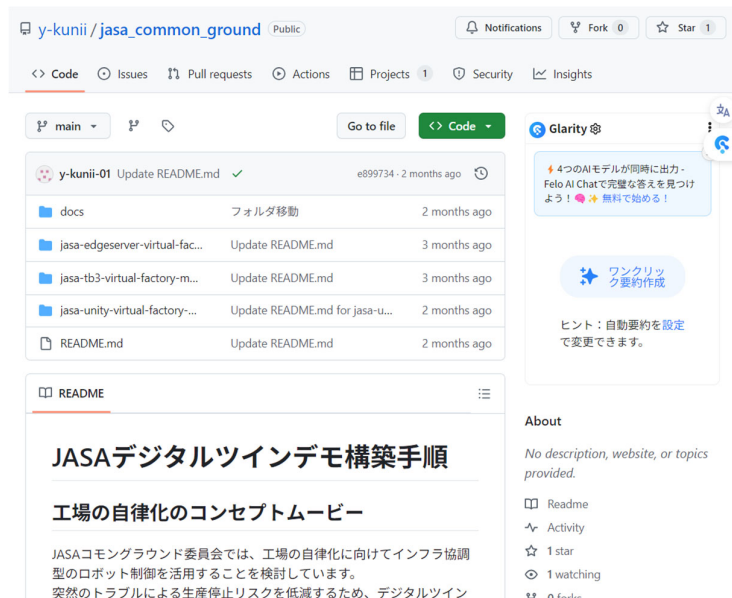 y-kunii / jasa_common_ground Public
Notifications Fork 0 Star 1
Code Issues Pull requests Actions Projects 1 Security Insights
main Go to file Code
y-kunii-01 Update README.md e899734 · 2 months ago
docs フォルダ移動 2 months ago
jasa-edgeserver-virtual-fac... Update README.md 3 months ago
jasa-tb3-virtual-factory-m... Update README.md 3 months ago
jasa-unity-virtual-factory-... Update README.md for jasa-u... 2 months ago
README.md Update README.md 2 months ago
README
JASAデジタルツインデモ構築手順
工場の自律化のコンセプトムービー
JASAコモングラウンド委員会では、工場の自律化に向けてインフラ協調
型のロボット制御を活用することを検討しています。
突然のトラブルによる生産停止リスクを低減するため、デジタルツイン
Glarity
4つのAIモデルが同時に出力 -
Felo AI Chatで完璧な答えを見つけ
よう！ 無料で始める！
ワンクリッ
ク要約作成
ヒント：自動要約を設定
で変更できます。
About
No description, website, or topics
provided.
Readme
Activity
1 star
1 watching
0 forks